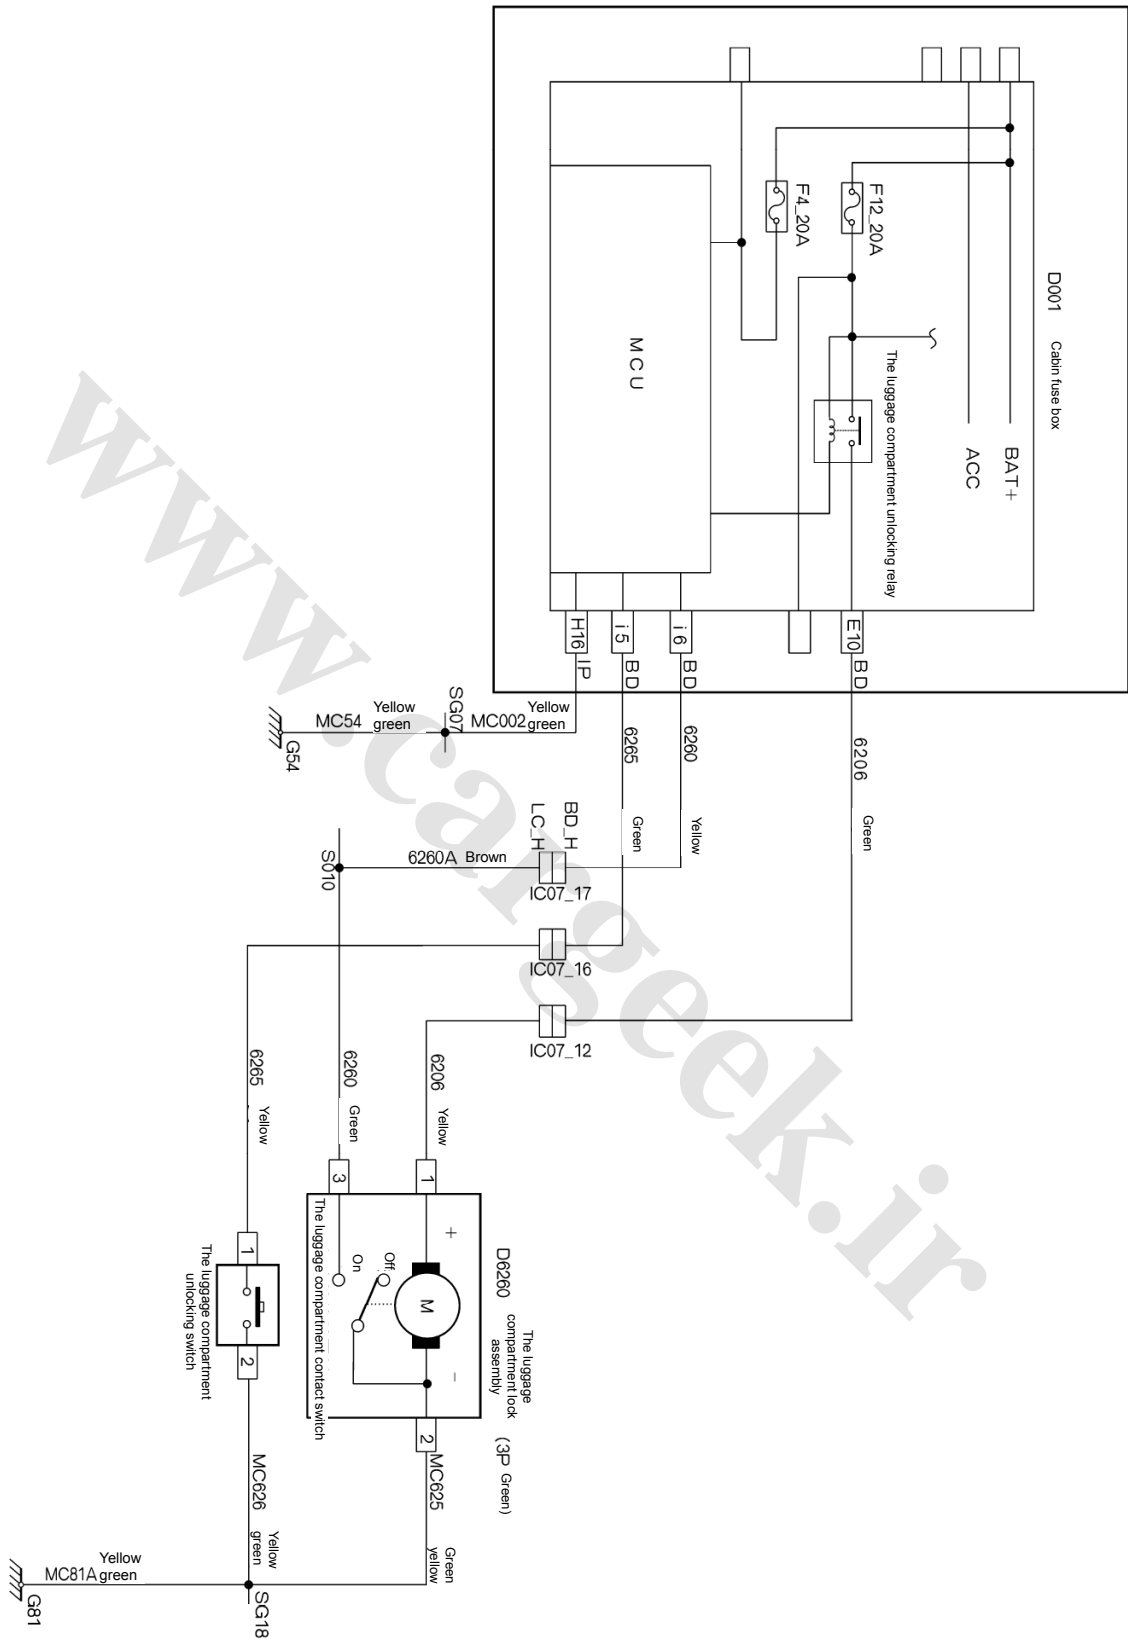 D001
Cabin fuse box
BAT+
ACC
F12_20A
F4_20A
The luggage compartment unlocking relay
MCU
E10
BD
i6
BD
i5
BD
H16
IP
6206
Green
6260
Yellow
6265
Green
MC002
Yellow
green
SG07
MC54
Yellow
green
G54
BD_H
LC_H
IC07_17
6260A Brown
S010
IC07_16
IC07_12
6206
Yellow
6260
Green
6265
Yellow
1
3
+
M
-
Off
On
The luggage compartment contact switch
D6260
The luggage
compartment lock
assembly
(3P Green)
2
MC625
Green
yellow
1
The luggage compartment
unlocking switch
2
MC626
Yellow
green
SG18
MC81A
Yellow
green
G81
www.cargeek.ir